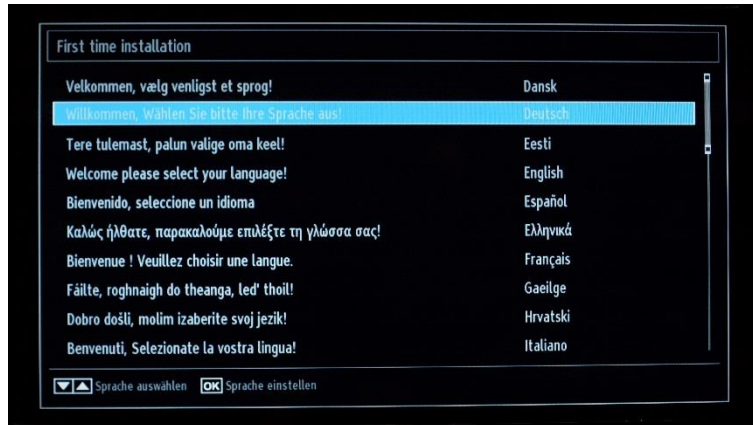 First time installation
Velkommen, vælg venligst et sprog! Dansk
Willkommen, Wählen Sie bitte Ihre Sprache aus! Deutsch
Tere tulemast, palun valige oma keel! Eesti
Welcome please select your language! English
Bienvenido, seleccione un idioma Español
Καλώς ήλθατε, παρακαλούμε επιλέξτε τη γλώσσα σας! Ελληνικά
Bienvenue ! Veuillez choisir une langue. Français
Fáilte, roghnaigh do theanga, led' thoil! Gaeilge
Dobro došli, molim izaberite svoj jezik! Hrvatski
Benvenuti, Selezionate la vostra lingua! Italiano
Sprache auswählen OK Sprache einstellen